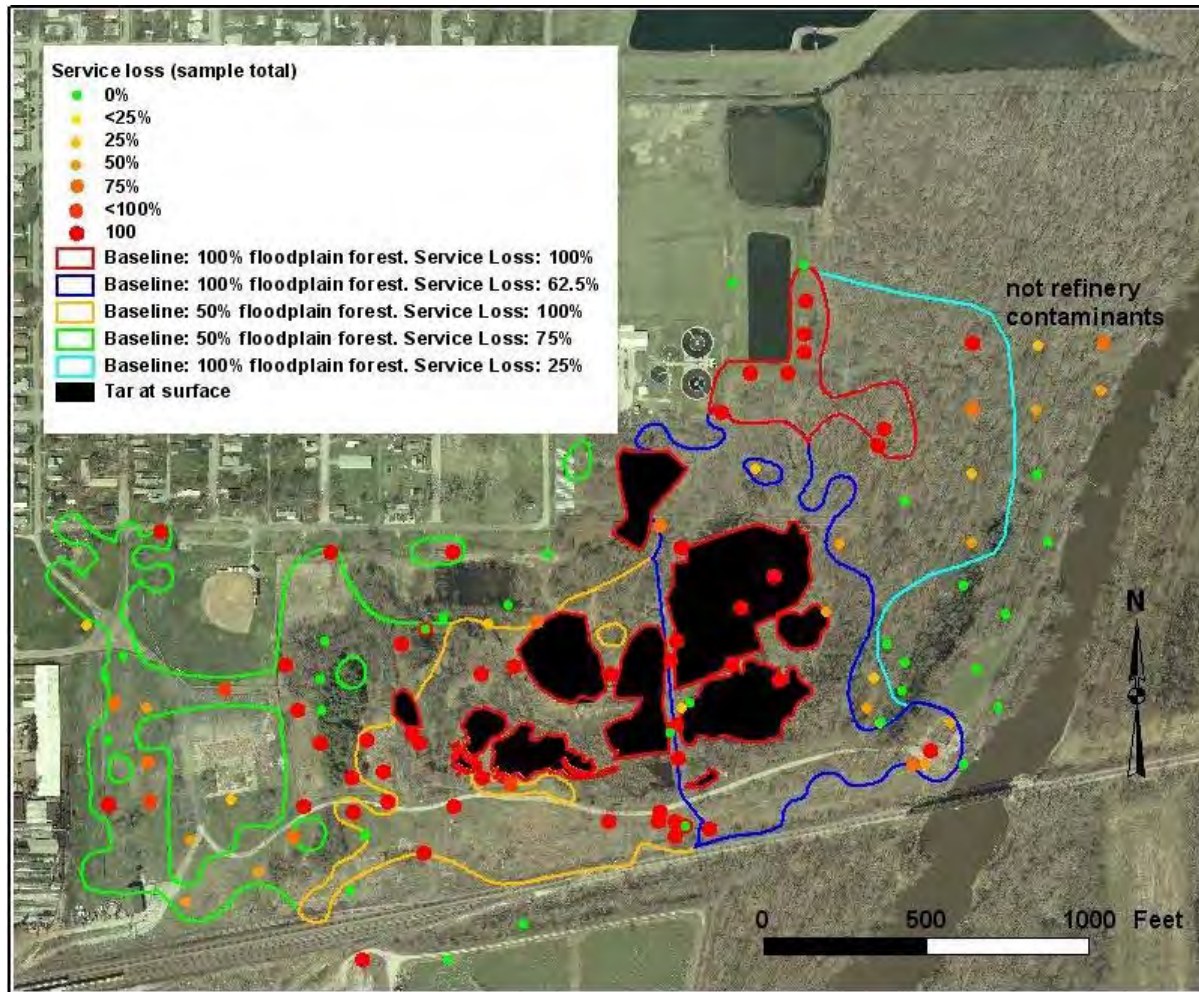 Service loss (sample total)
0%
<25%
25%
50%
75%
<100%
100
Baseline: 100% floodplain forest. Service Loss: 100%
Baseline: 100% floodplain forest. Service Loss: 62.5%
Baseline: 50% floodplain forest. Service Loss: 100%
Baseline: 50% floodplain forest. Service Loss: 75%
Baseline: 100% floodplain forest. Service Loss: 25%
Tar at surface
not refinery
contaminants
N
0 500 1000 Feet